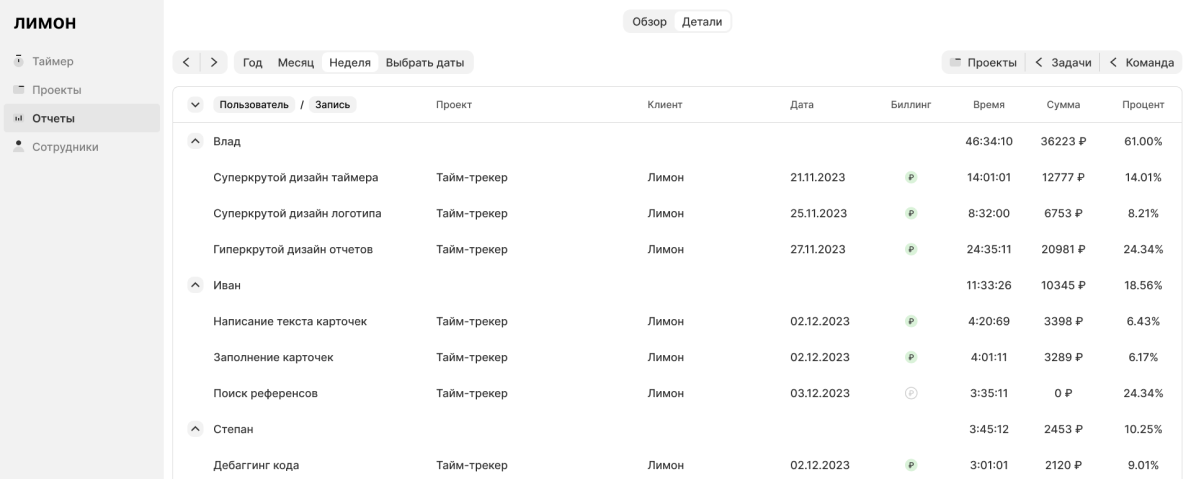 ЛИМОН
Таймер
Проекты
Отчеты
Сотрудники
Обзор Детали
Год Месяц Неделя Выбрать даты Проекты Задачи Команда
Пользователь / Запись Проект Клиент Дата Биллинг Время Сумма Процент
Влад 46:34:10 36223 ₽ 61.00%
Суперкрутой дизайн таймера Тайм-трекер Лимон 21.11.2023 ₽ 14:01:01 12777 ₽ 14.01%
Суперкрутой дизайн логотипа Тайм-трекер Лимон 25.11.2023 ₽ 8:32:00 6753 ₽ 8.21%
Гиперкрутой дизайн отчетов Тайм-трекер Лимон 27.11.2023 ₽ 24:35:11 20981 ₽ 24.34%
Иван 11:33:26 10345 ₽ 18.56%
Написание текста карточек Тайм-трекер Лимон 02.12.2023 ₽ 4:20:69 3398 ₽ 6.43%
Заполнение карточек Тайм-трекер Лимон 02.12.2023 ₽ 4:01:11 3289 ₽ 6.17%
Поиск референсов Тайм-трекер Лимон 03.12.2023 ₽ 3:35:11 0 ₽ 24.34%
Степан 3:45:12 2453 ₽ 10.25%
Дебаггинг кода Тайм-трекер Лимон 02.12.2023 ₽ 3:01:01 2120 ₽ 9.01%